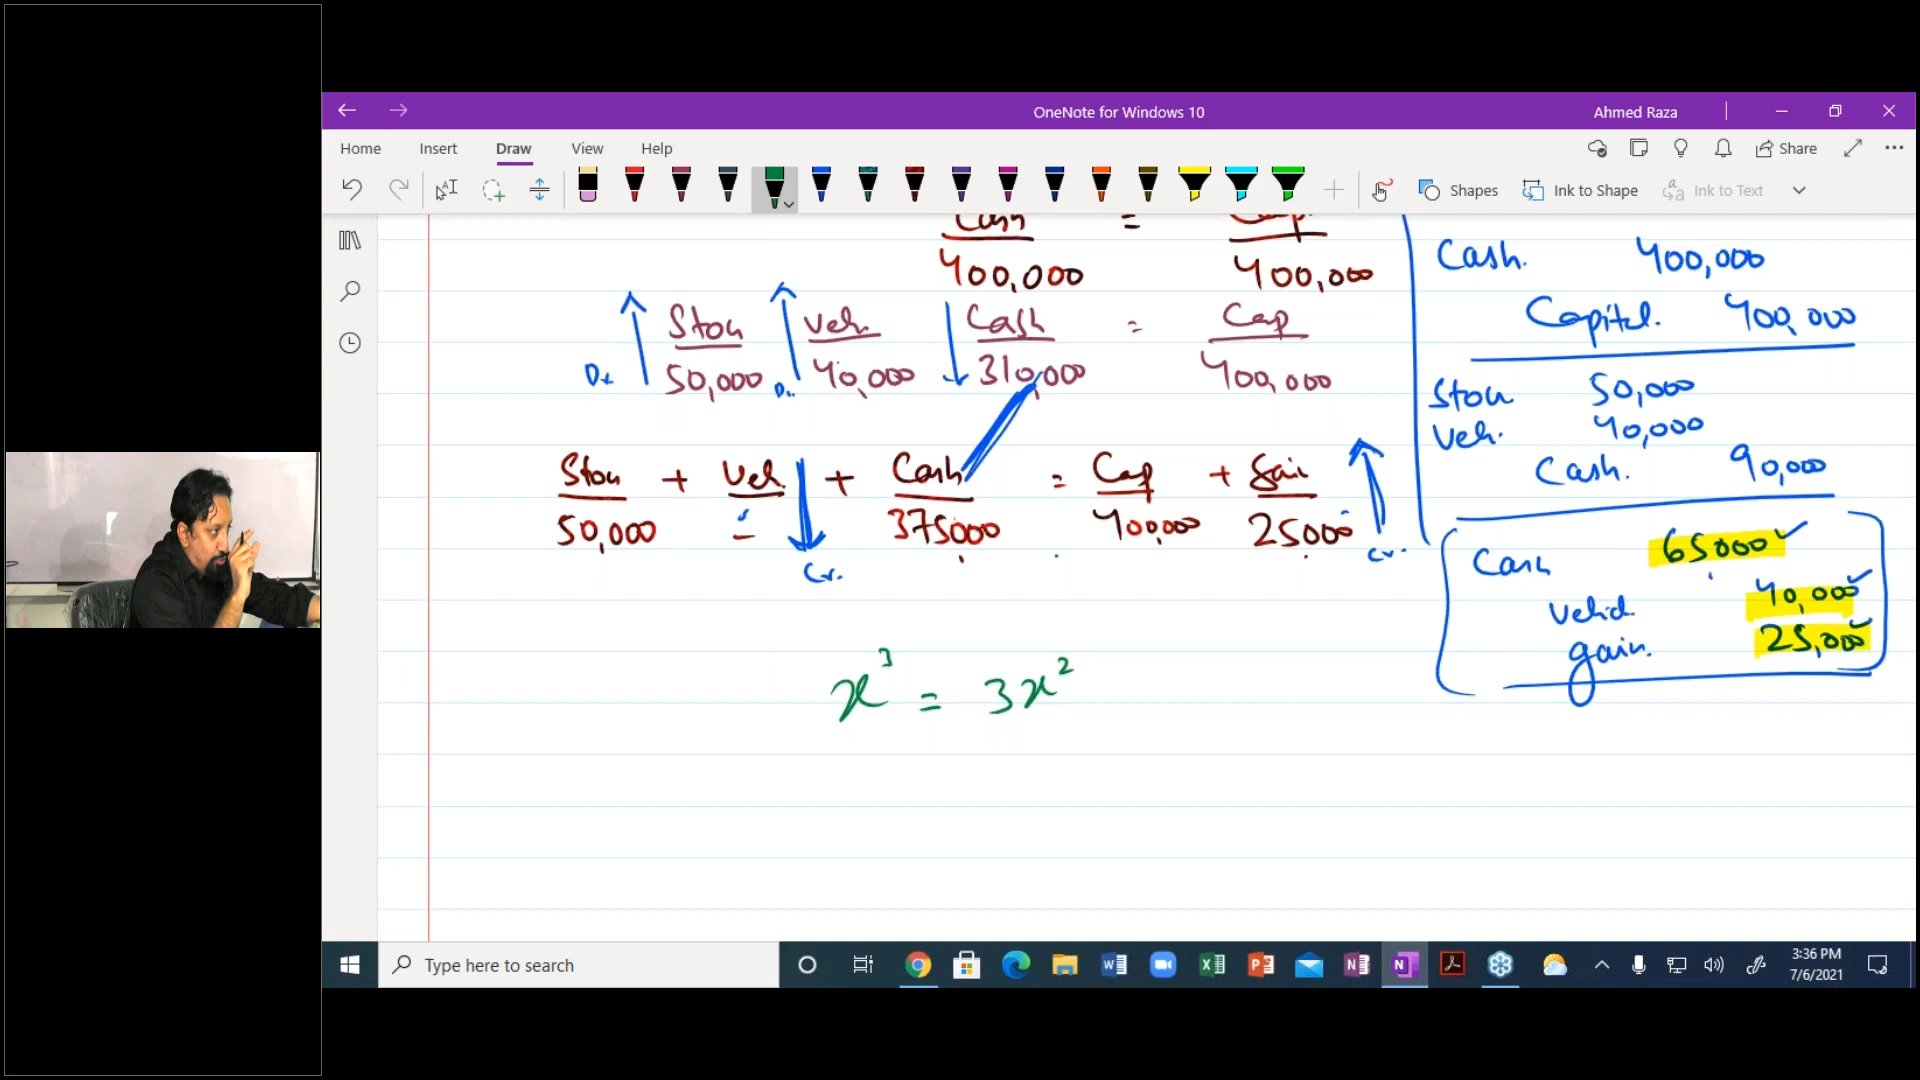 OneNote for Windows 10
Ahmed Raza
Home Insert Draw View Help
Share
Shapes
Ink to Shape
Ink to Text
Cash =
400,000 400,000
Stock Veh. Cash = Cap
Dr 50,000 Dr. 40,000 310,000 400,000
Stock + Veh. + Cash = Cap + Gain
50,000 - 375000 400,000 25000
Cr. Cr.
x³ = 3x²
Cash. 400,000
Capital. 400,000
Stock 50,000
Veh. 40,000
Cash. 90,000
Cash 65000
Vehicl. 40,000
gain. 25,000
Type here to search
3:36 PM
7/6/2021